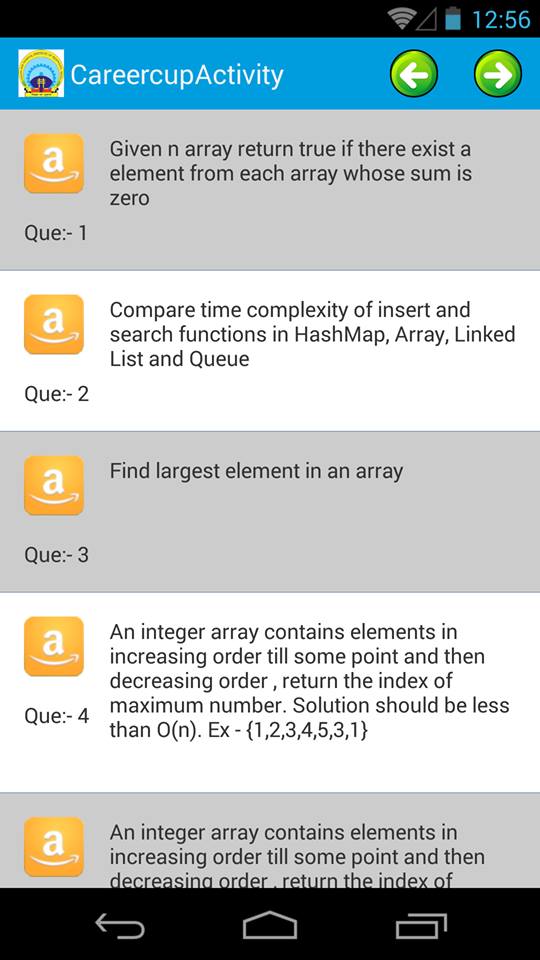 12:56
CareercupActivity
Given n array return true if there exist a
element from each array whose sum is
zero
Que:- 1
Compare time complexity of insert and
search functions in HashMap, Array, Linked
List and Queue
Que:- 2
Find largest element in an array
Que:- 3
An integer array contains elements in
increasing order till some point and then
decreasing order , return the index of
maximum number. Solution should be less
than O(n). Ex - {1,2,3,4,5,3,1}
Que:- 4
An integer array contains elements in
increasing order till some point and then
decreasing order , return the index of